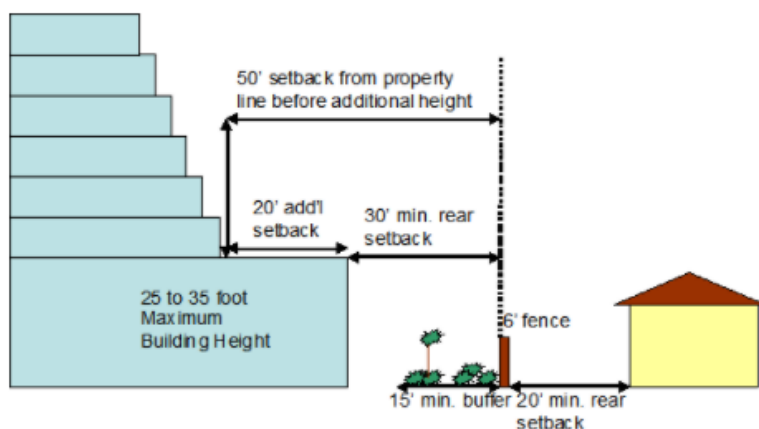 50' setback from property
line before additional height
20' add'l
setback
30' min. rear
setback
25 to 35 foot
Maximum
Building Height
6' fence
15' min. buffer
20' min. rear
setback